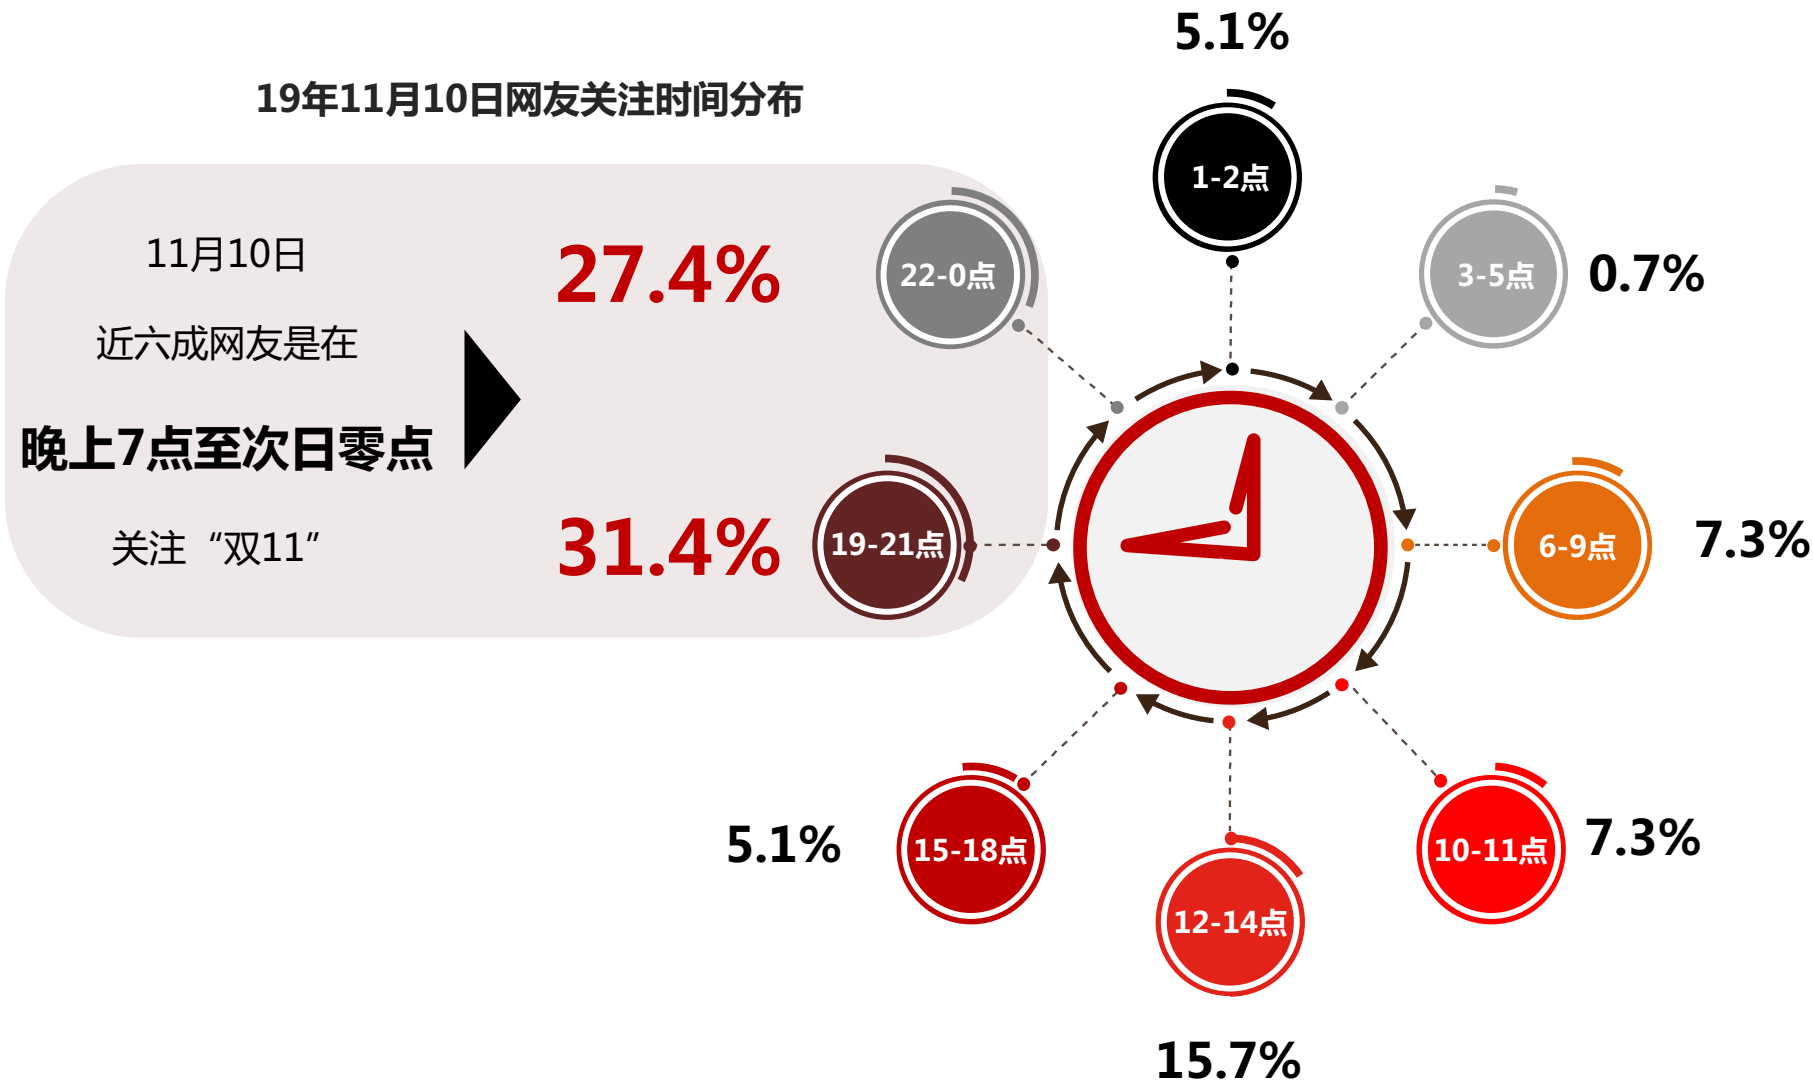 19年11月10日网友关注时间分布
11月10日
近六成网友是在
晚上7点至次日零点
关注“双11”
27.4%
31.4%
5.1%
1-2点
3-5点
0.7%
6-9点
7.3%
10-11点
7.3%
12-14点
15.7%
15-18点
5.1%
19-21点
22-0点